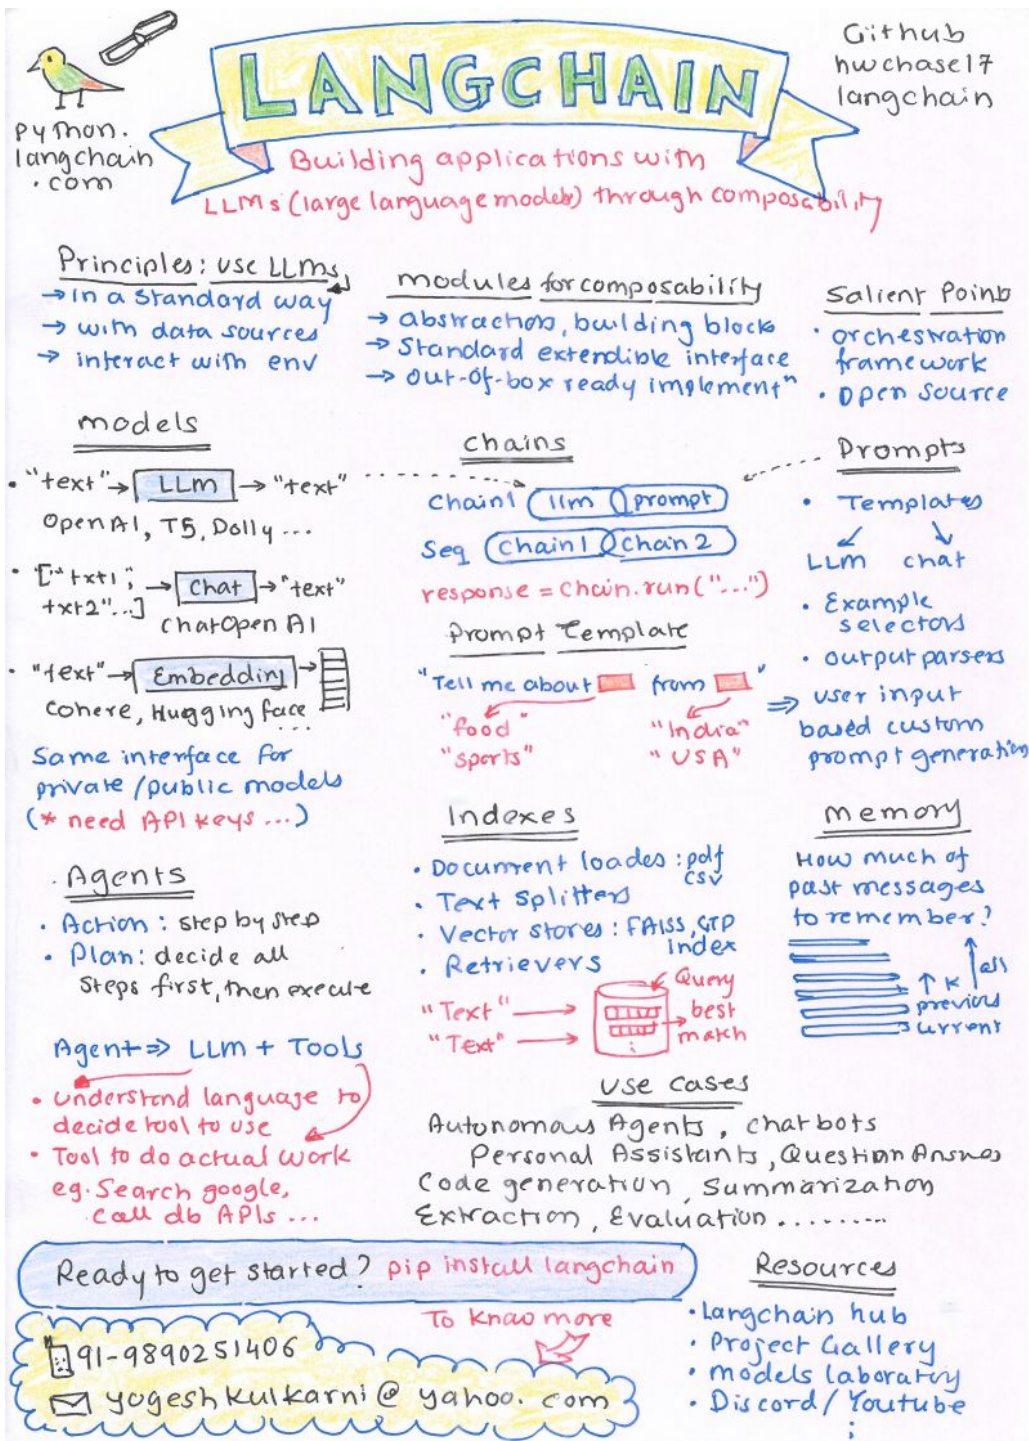 LANGCHAIN
python.
langchain
.com
Github
hwchase17
langchain
Building applications with
LLMs (large language models) through composability
Principles: use LLMs
→ in a standard way
→ with data sources
→ interact with env
modules for composability
→ abstractions, building block
→ Standard extendible interface
→ out-of-box ready implement"
Salient Points
• orchestration
framework
• open source
models
• "text" → LLM → "text"
OpenAI, T5, Dolly ...
• ["txt1",
txt2"...] → Chat → "text"
ChatOpenAI
• "text" → Embedding →
Cohere, Hugging face
...
Same interface for
private/public models
(* need API keys ...)
chains
Chain1 llm prompt
Seq Chain1 Chain2
response = Chain.run("...")
Prompt Template
"Tell me about from "
"food" "India"
"sports" "USA"
Prompts
• Templates
LLM chat
• Example
selectors
• output parsers
⇒ user input
based custom
prompt generation
Agents
• Action: step by step
• Plan: decide all
steps first, then execute
Agent ⇒ LLM + Tools
• understand language to
decide tool to use
• Tool to do actual work
eg. Search google,
call db APIs ...
Indexes
• Document loades : pdf
csv
• Text Splitters
• Vector stores : FAISS, GTP
index
• Retrievers
"Text" → Query
"Text" → best
match
memory
How much of
past messages
to remember?
all
k
previous
current
use cases
Autonomous Agents, chatbots
Personal Assistants, Question Answer
Code generation, Summarization
Extraction, Evaluation .........
Ready to get started? pip install langchain
To know more
91-9890251406
yogeshkulkarni@yahoo.com
Resources
• Langchain hub
• Project Gallery
• models laboratory
• Discord/Youtube